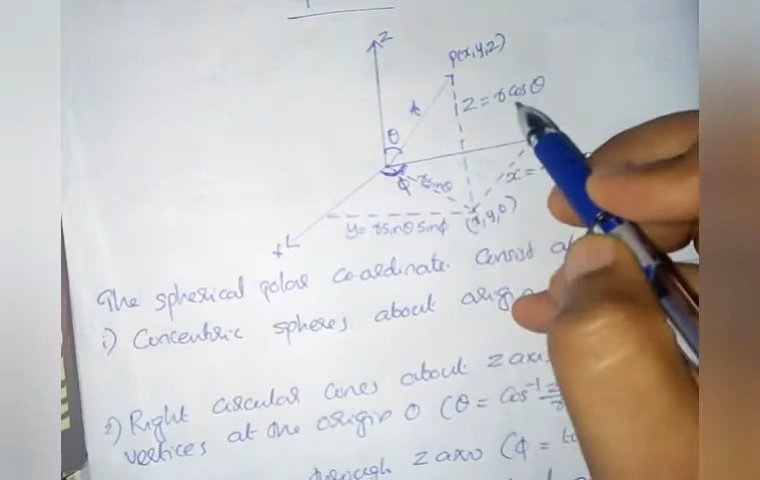 Z
P(x,y,z)
r
Z = r cos θ
θ
φ
r sin θ
x =
y = r sin θ sin φ
(x,y,0)
x
The spherical polar co-ordinate consist
i) Concentric spheres about origin
2) Right circular cones about z axis
vertices at the origin O (θ = cos⁻¹ z/r
through z axis (φ =